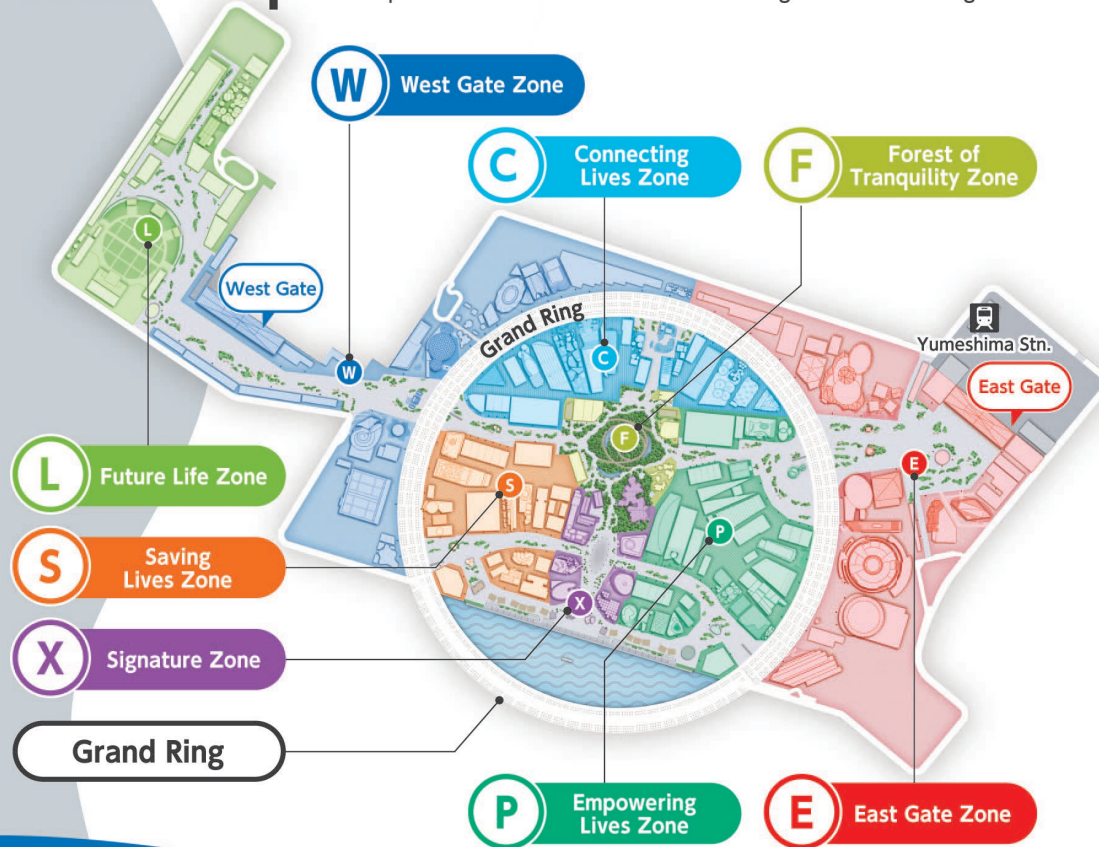 W West Gate Zone
C Connecting
Lives Zone
F Forest of
Tranquility Zone
L
West Gate
W
Grand Ring
C
Yumeshima Stn.
East Gate
F
E
S
P
X
L Future Life Zone
S Saving
Lives Zone
X Signature Zone
Grand Ring
P Empowering
Lives Zone
E East Gate Zone